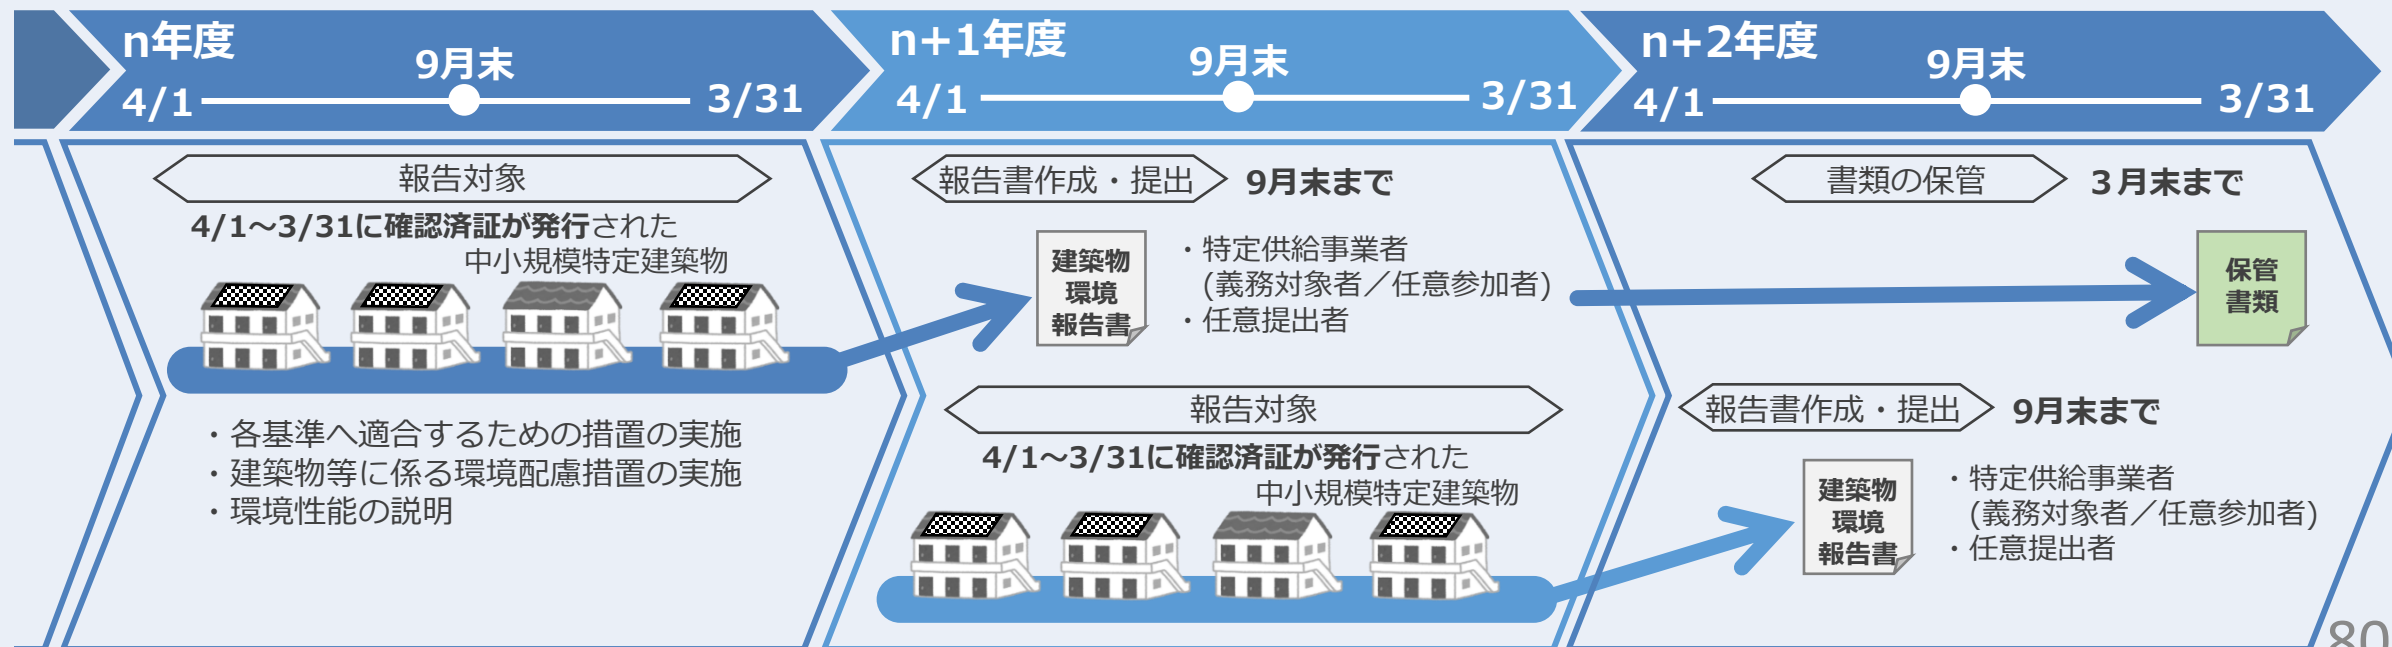 n年度
4/1
9月末
3/31
n+1年度
4/1
9月末
3/31
n+2年度
4/1
9月末
3/31
報告対象
4/1～3/31に確認済証が発行された
中小規模特定建築物
・各基準へ適合するための措置の実施
・建築物等に係る環境配慮措置の実施
・環境性能の説明
報告書作成・提出
9月末まで
建築物
環境
報告書
・特定供給事業者
(義務対象者／任意参加者)
・任意提出者
報告対象
4/1～3/31に確認済証が発行された
中小規模特定建築物
書類の保管
３月末まで
保管
書類
報告書作成・提出
9月末まで
建築物
環境
報告書
・特定供給事業者
(義務対象者／任意参加者)
・任意提出者
80